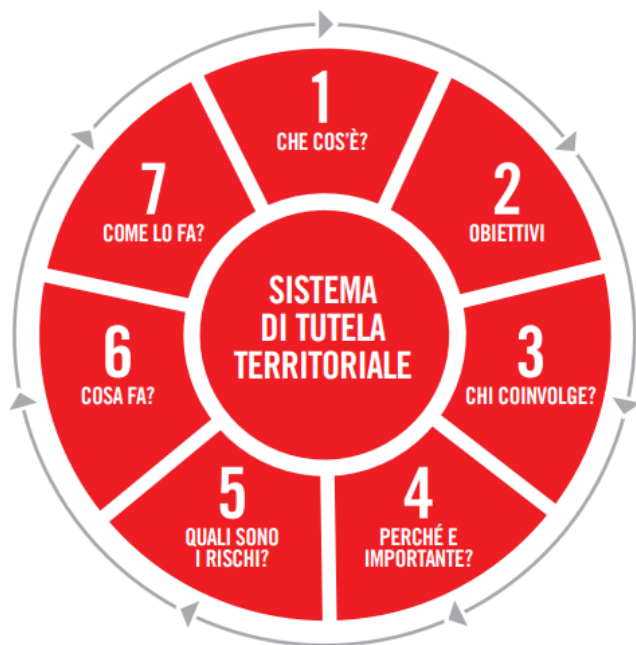 1
CHE COS'È?
2
OBIETTIVI
3
CHI COINVOLGE?
4
PERCHÉ E
IMPORTANTE?
5
QUALI SONO
I RISCHI?
6
COSA FA?
7
COME LO FA?
SISTEMA
DI TUTELA
TERRITORIALE